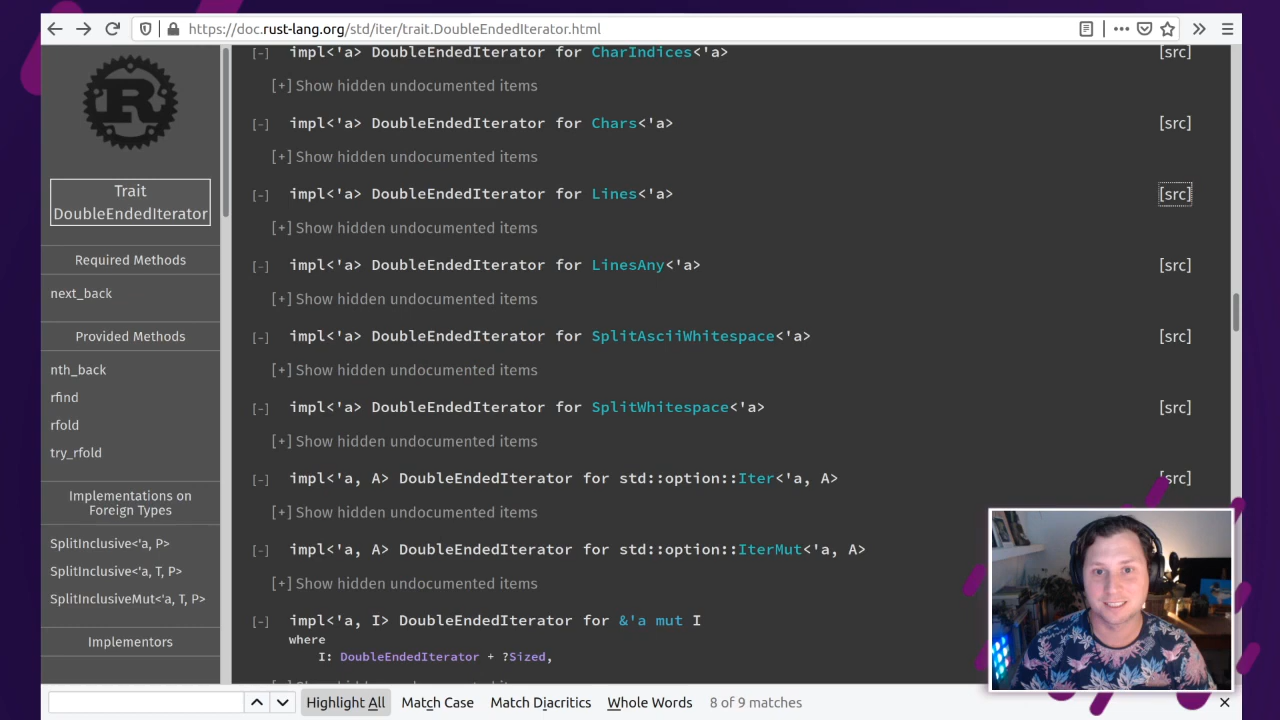 https://doc.rust-lang.org/std/iter/trait.DoubleEndedIterator.html
R
Trait
DoubleEndedIterator
Required Methods
next_back
Provided Methods
nth_back
rfind
rfold
try_rfold
Implementations on
Foreign Types
SplitInclusive<'a, P>
SplitInclusive<'a, T, P>
SplitInclusiveMut<'a, T, P>
Implementors
[-] impl<'a> DoubleEndedIterator for CharIndices<'a> [src]
[+] Show hidden undocumented items
[-] impl<'a> DoubleEndedIterator for Chars<'a> [src]
[+] Show hidden undocumented items
[-] impl<'a> DoubleEndedIterator for Lines<'a> [src]
[+] Show hidden undocumented items
[-] impl<'a> DoubleEndedIterator for LinesAny<'a> [src]
[+] Show hidden undocumented items
[-] impl<'a> DoubleEndedIterator for SplitAsciiWhitespace<'a> [src]
[+] Show hidden undocumented items
[-] impl<'a> DoubleEndedIterator for SplitWhitespace<'a> [src]
[+] Show hidden undocumented items
[-] impl<'a, A> DoubleEndedIterator for std::option::Iter<'a, A> [src]
[+] Show hidden undocumented items
[-] impl<'a, A> DoubleEndedIterator for std::option::IterMut<'a, A>
[+] Show hidden undocumented items
[-] impl<'a, I> DoubleEndedIterator for &'a mut I
where
I: DoubleEndedIterator + ?Sized,
Highlight All Match Case Match Diacritics Whole Words 8 of 9 matches